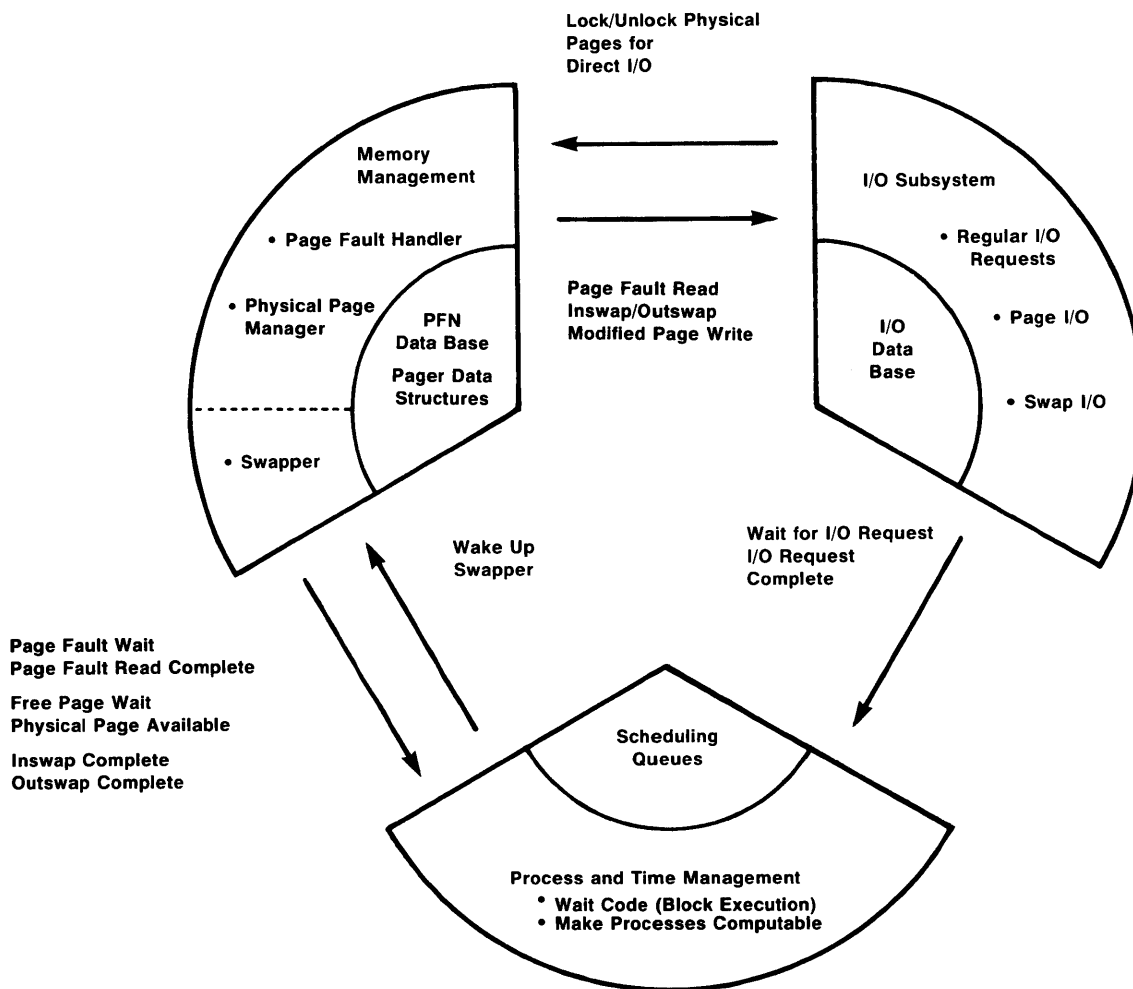 Lock/Unlock Physical
Pages for
Direct I/O
Memory
Management
• Page Fault Handler
• Physical Page
Manager
PFN
Data Base
Pager Data
Structures
• Swapper
I/O Subsystem
• Regular I/O
Requests
• Page I/O
• Swap I/O
I/O
Data
Base
Page Fault Read
Inswap/Outswap
Modified Page Write
Wake Up
Swapper
Wait for I/O Request
I/O Request
Complete
Page Fault Wait
Page Fault Read Complete
Free Page Wait
Physical Page Available
Inswap Complete
Outswap Complete
Scheduling
Queues
Process and Time Management
• Wait Code (Block Execution)
• Make Processes Computable